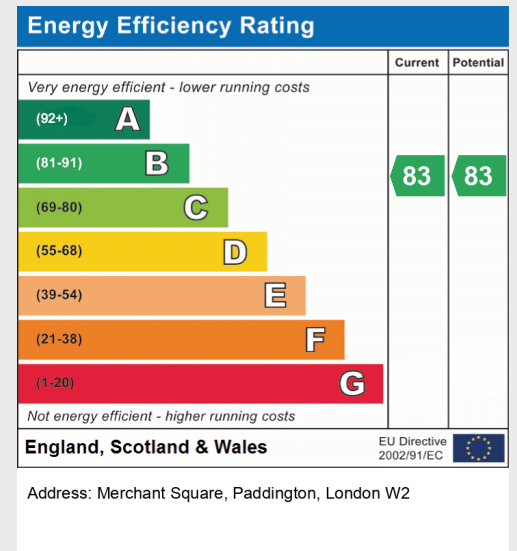 Energy Efficiency Rating
Current Potential
Very energy efficient - lower running costs
(92+) A
(81-91) B
83 83
(69-80) C
(55-68) D
(39-54) E
(21-38) F
(1-20) G
Not energy efficient - higher running costs
England, Scotland & Wales
EU Directive
2002/91/EC
Address: Merchant Square, Paddington, London W2